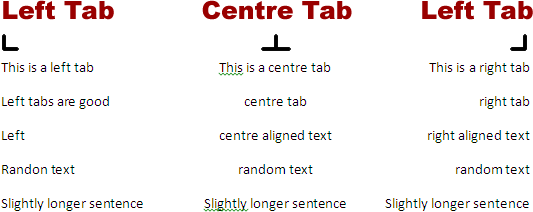 Left Tab Centre Tab Left Tab
This is a left tab This is a centre tab This is a right tab
Left tabs are good centre tab right tab
Left centre aligned text right aligned text
Randon text random text random text
Slightly longer sentence Slightly longer sentence Slightly longer sentence